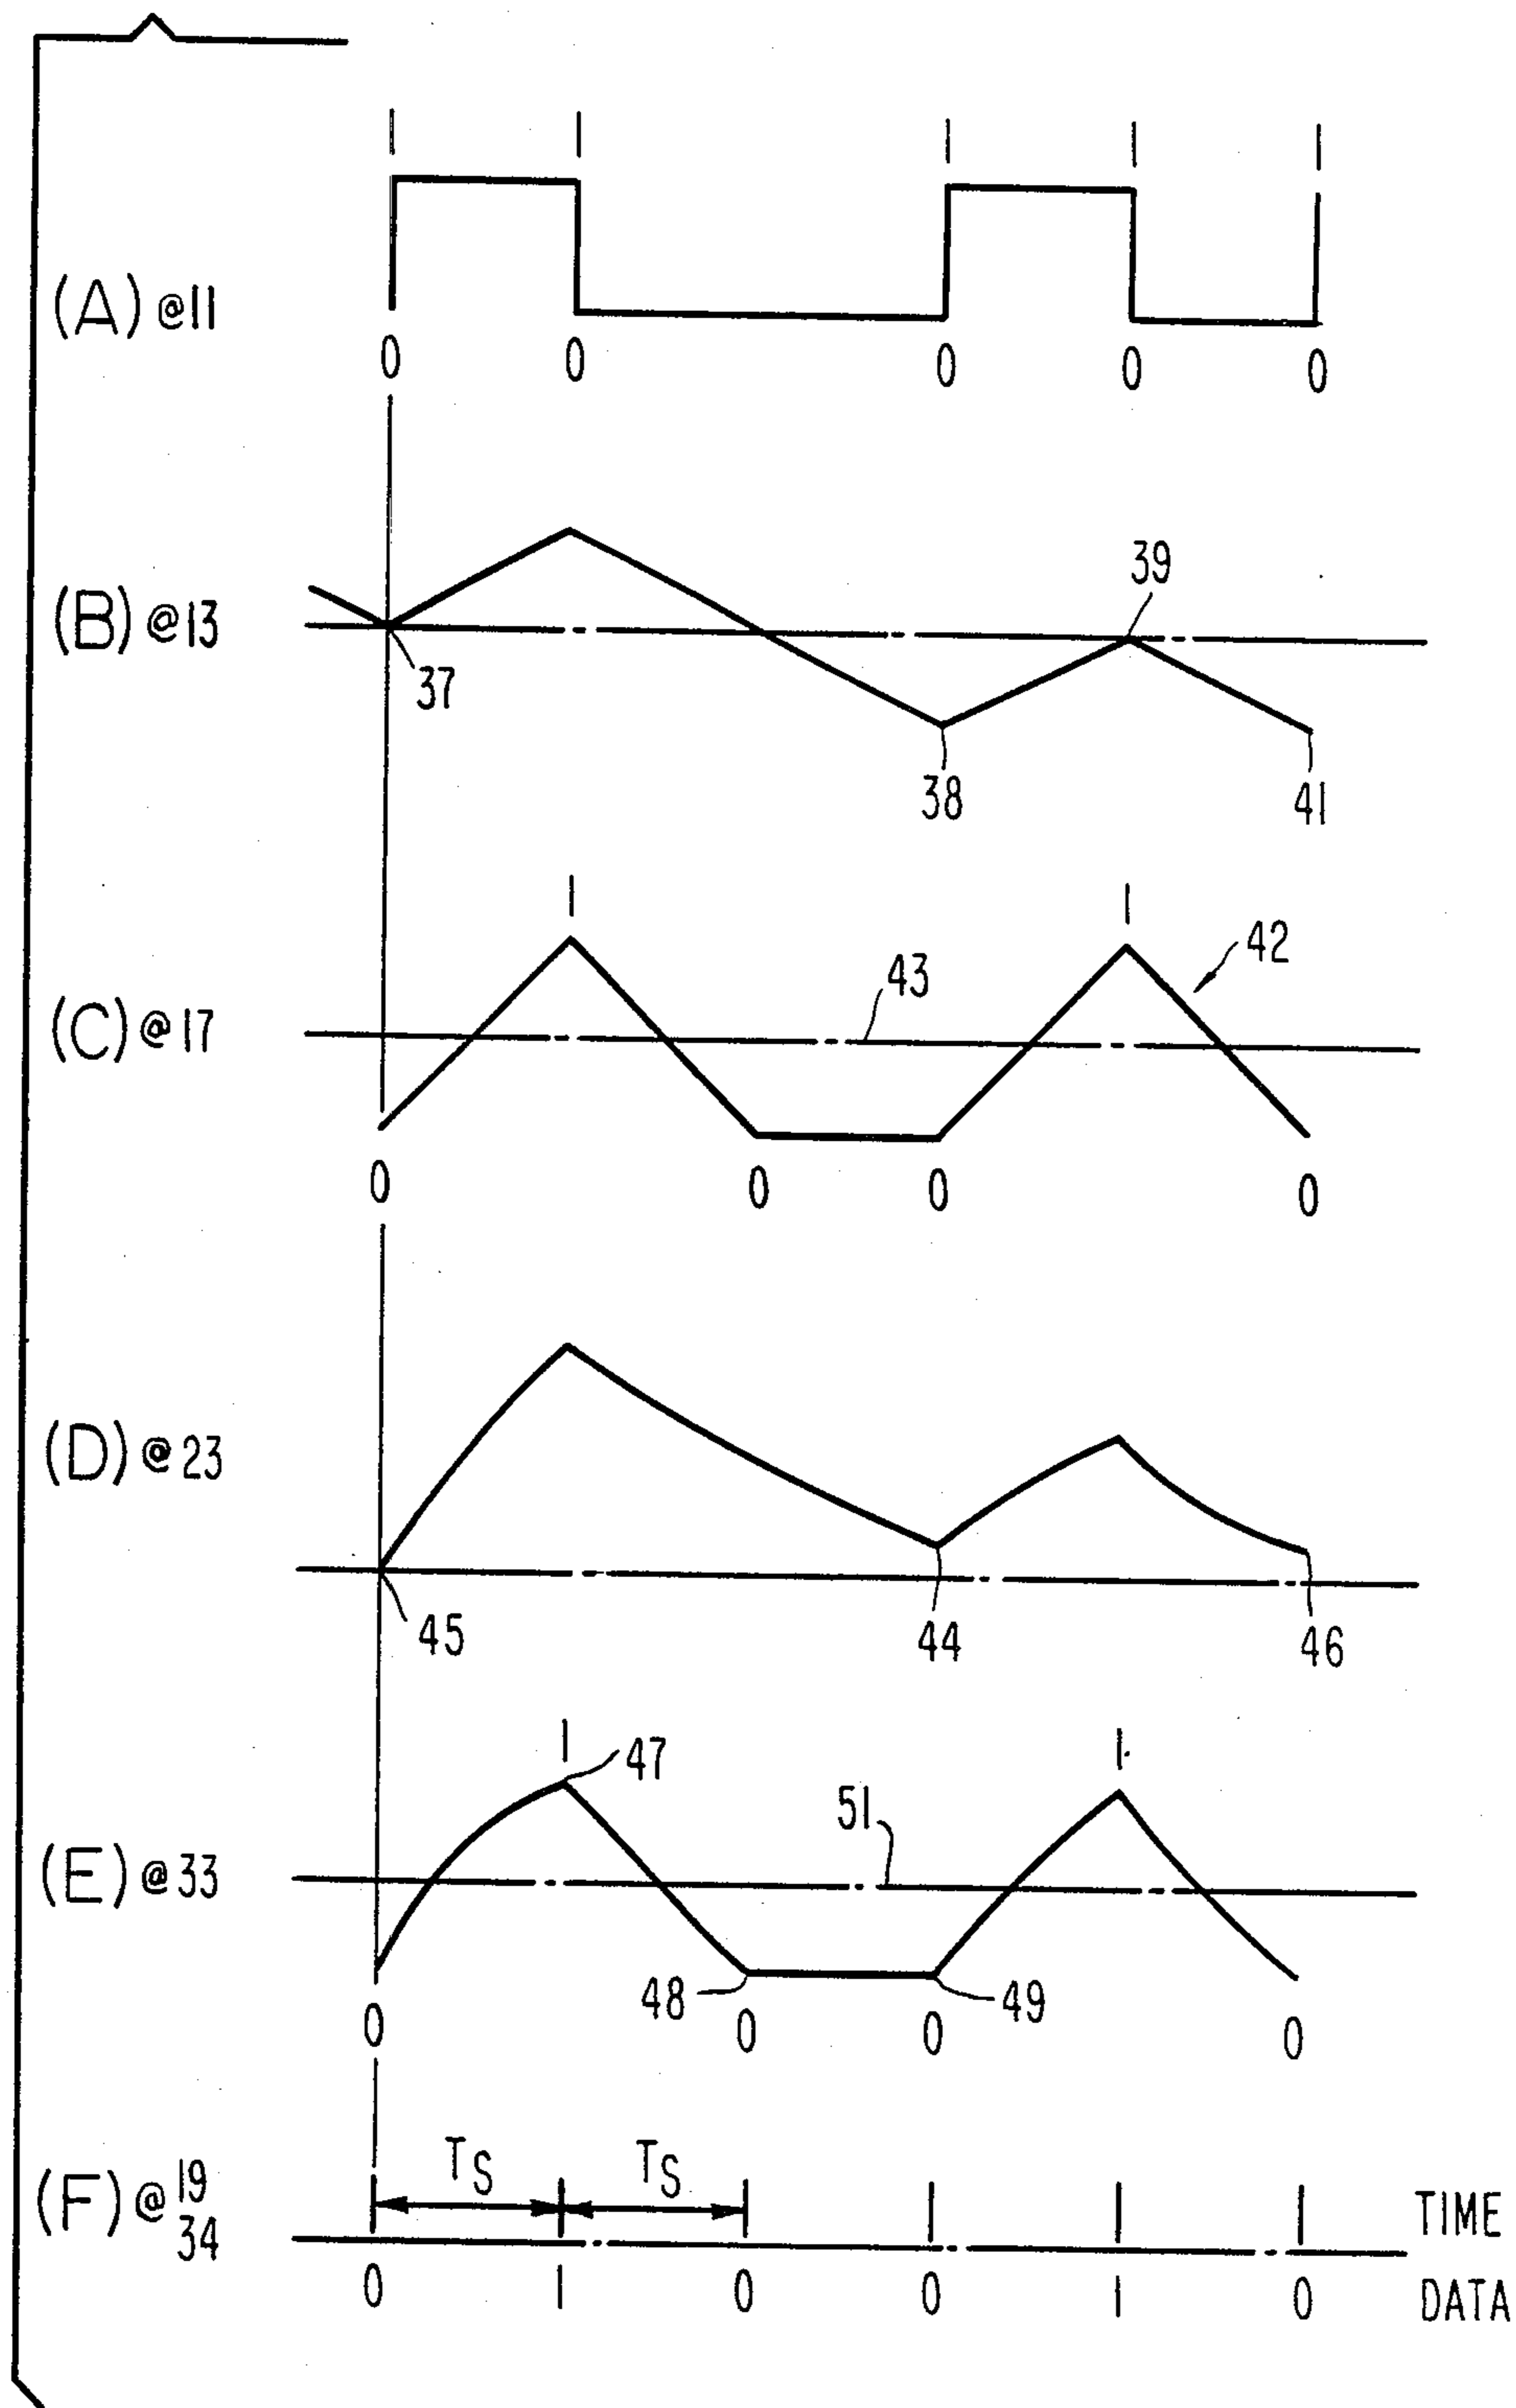 | | | | |
(A) @ 11
0 0 0 0 0
39
(B) @ 13
37
38
41
1 1
42
43
(C) @ 17
0 0 0 0
(D) @ 23
45 44 46
1 1
47
51
(E) @ 33
48 49
0 0 0 0
TS TS
(F) @ 19 34
TIME
0 1 0 0 1 0 DATA